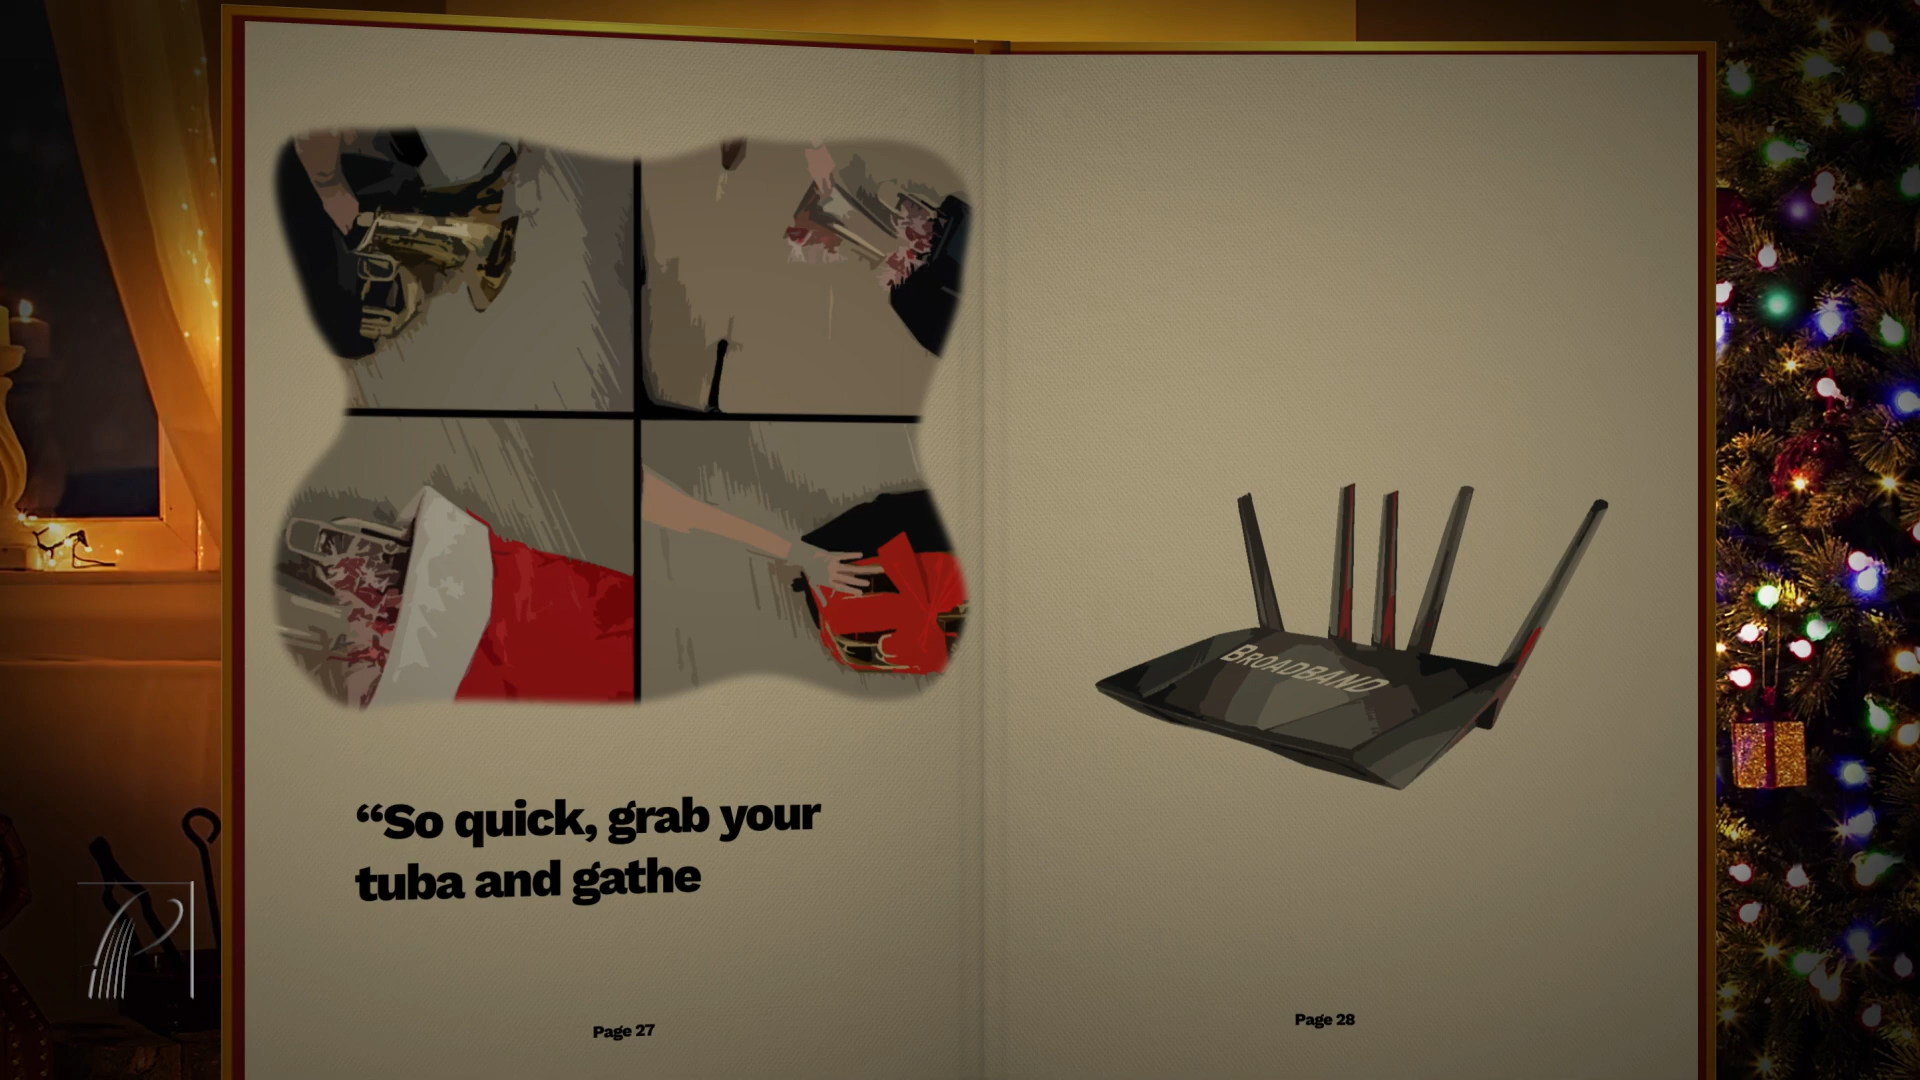 “So quick, grab your
tuba and gathe
Page 27
BROADBAND
Page 28